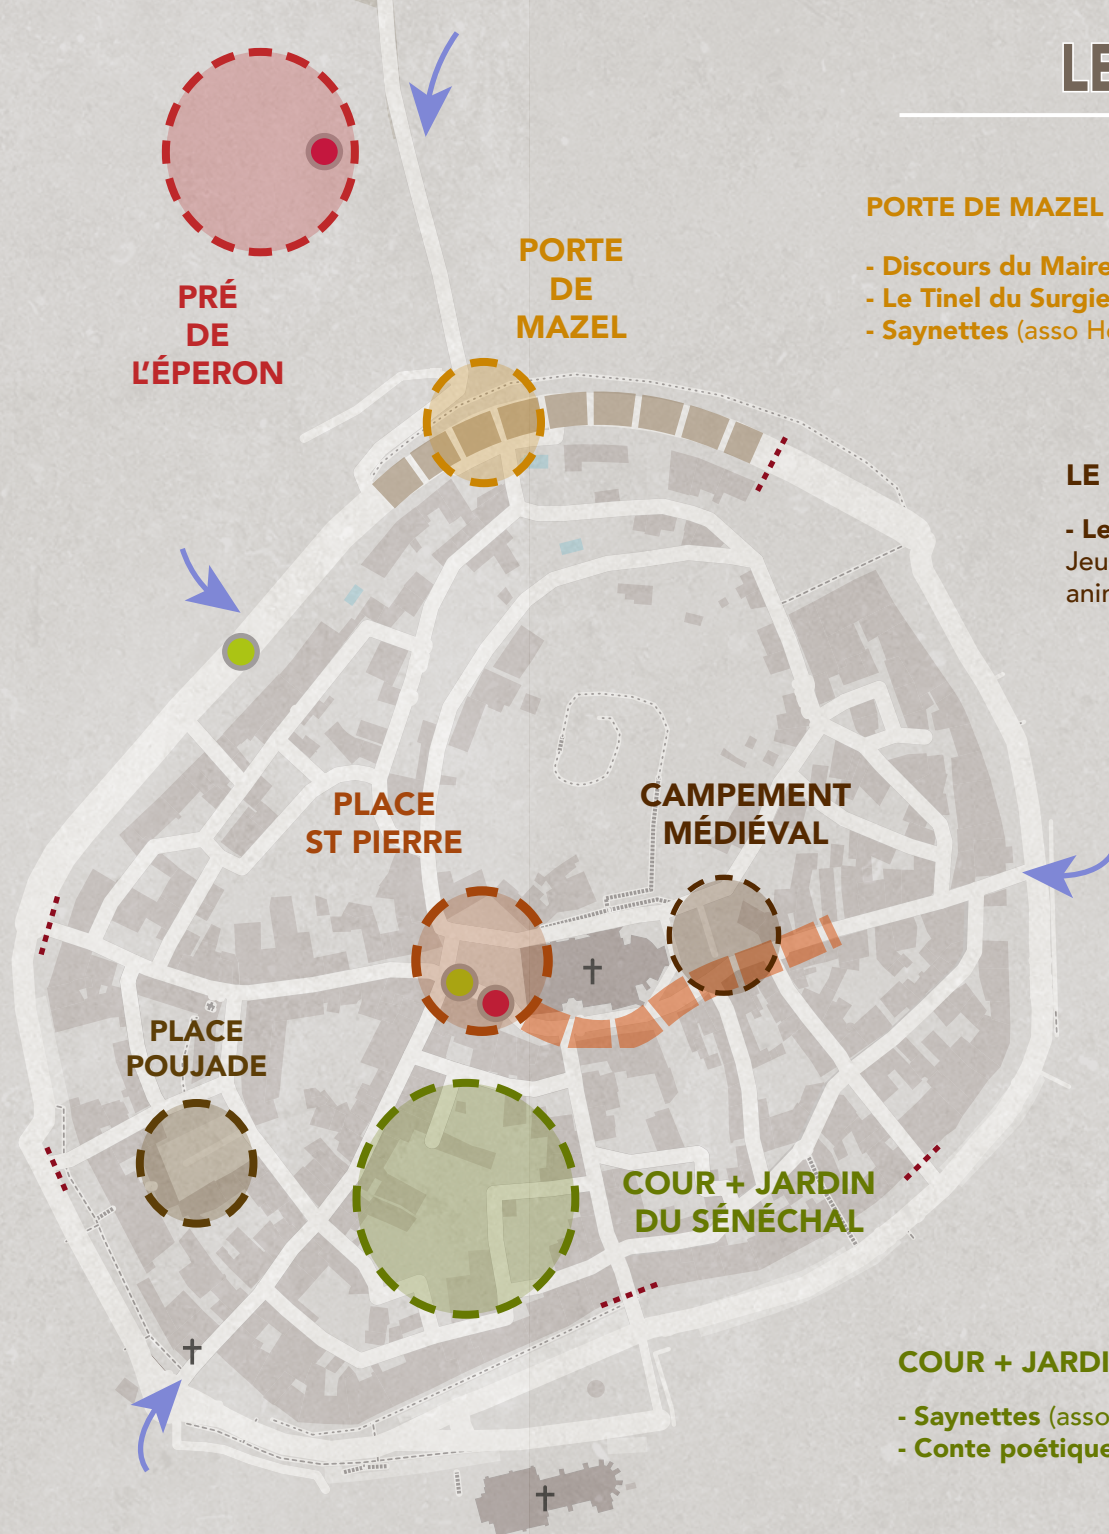 LE
PORTE DE MAZEL
- Discours du Maire
- Le Tinel du Surgie
- Saynettes (asso He
PORTE
DE
MAZEL
PRÉ
DE
L'ÉPERON
LE
- Le
Jeu
anim
PLACE
ST PIERRE
CAMPEMENT
MÉDIÉVAL
PLACE
POUJADE
COUR + JARDIN
DU SÉNÉCHAL
COUR + JARDI
- Saynettes (asso
- Conte poétique